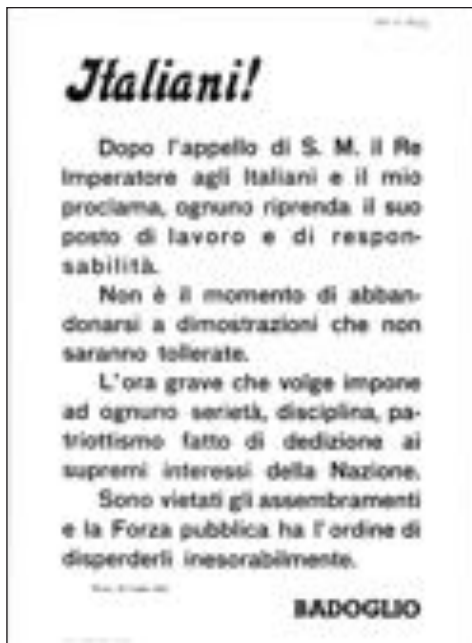 Italiani!
Dopo l'appello di S. M. il Re
Imperatore agli Italiani e il mio
proclama, ognuno riprenda il suo
posto di lavoro e di respon-
sabilità.
Non è il momento di abban-
donarsi a dimostrazioni che non
saranno tollerate.
L'ora grave che volge impone
ad ognuno serietà, disciplina, pa-
triottismo fatto di dedizione ai
supremi interessi della Nazione.
Sono vietati gli assembramenti
e la Forza pubblica ha l'ordine di
disperderli inesorabilmente.
BADOGLIO